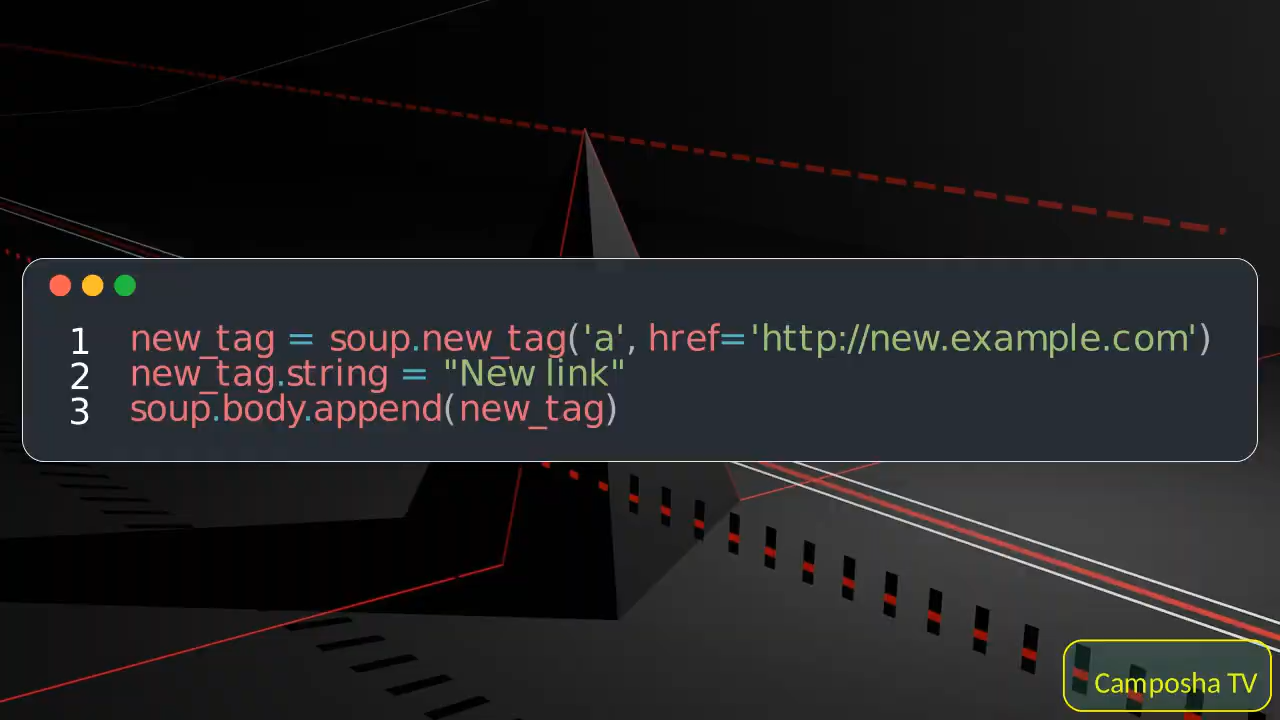 1 new_tag = soup.new_tag('a', href='http://new.example.com')
2 new_tag.string = "New link"
3 soup.body.append(new_tag)
Camposha TV